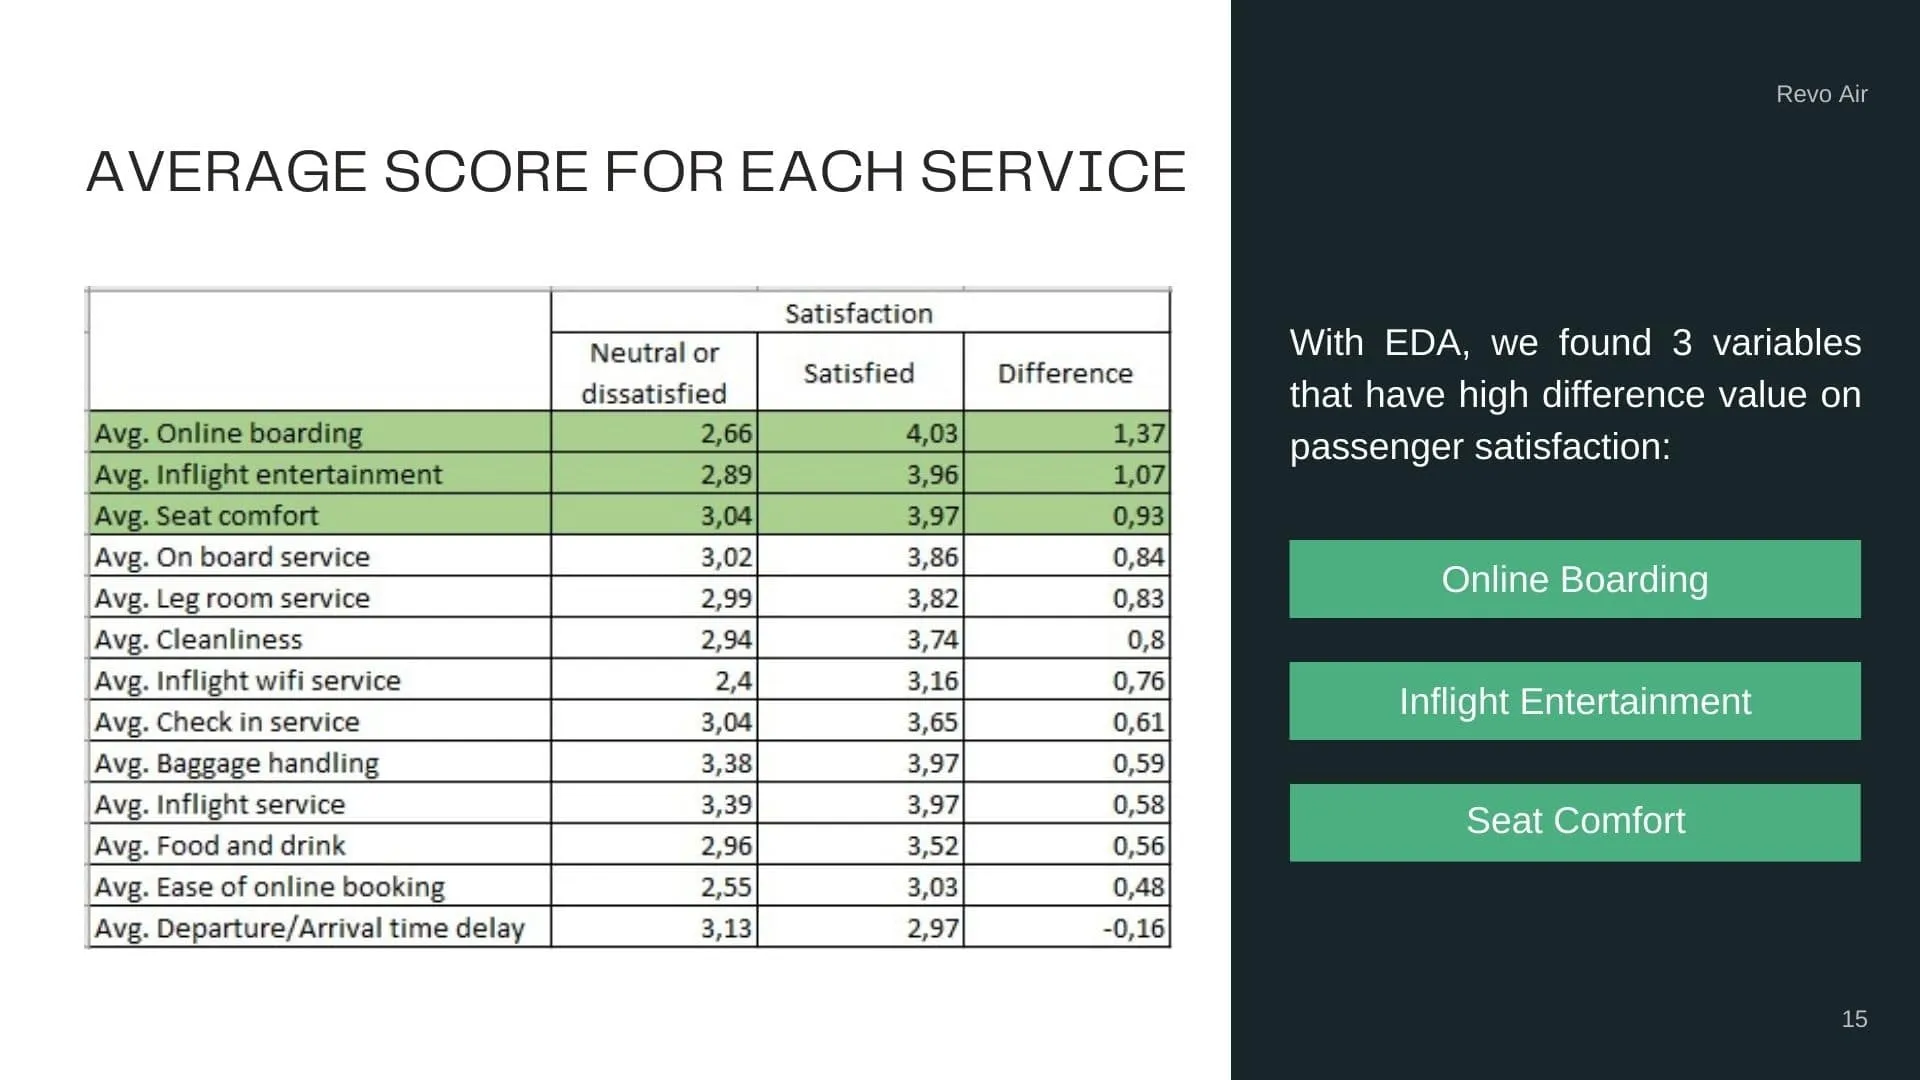 Revo Air
AVERAGE SCORE FOR EACH SERVICE
Satisfaction
Neutral or
dissatisfied
Satisfied
Difference
Avg. Online boarding 2,66 4,03 1,37
Avg. Inflight entertainment 2,89 3,96 1,07
Avg. Seat comfort 3,04 3,97 0,93
Avg. On board service 3,02 3,86 0,84
Avg. Leg room service 2,99 3,82 0,83
Avg. Cleanliness 2,94 3,74 0,8
Avg. Inflight wifi service 2,4 3,16 0,76
Avg. Check in service 3,04 3,65 0,61
Avg. Baggage handling 3,38 3,97 0,59
Avg. Inflight service 3,39 3,97 0,58
Avg. Food and drink 2,96 3,52 0,56
Avg. Ease of online booking 2,55 3,03 0,48
Avg. Departure/Arrival time delay 3,13 2,97 -0,16
With EDA, we found 3 variables
that have high difference value on
passenger satisfaction:
Online Boarding
Inflight Entertainment
Seat Comfort
15